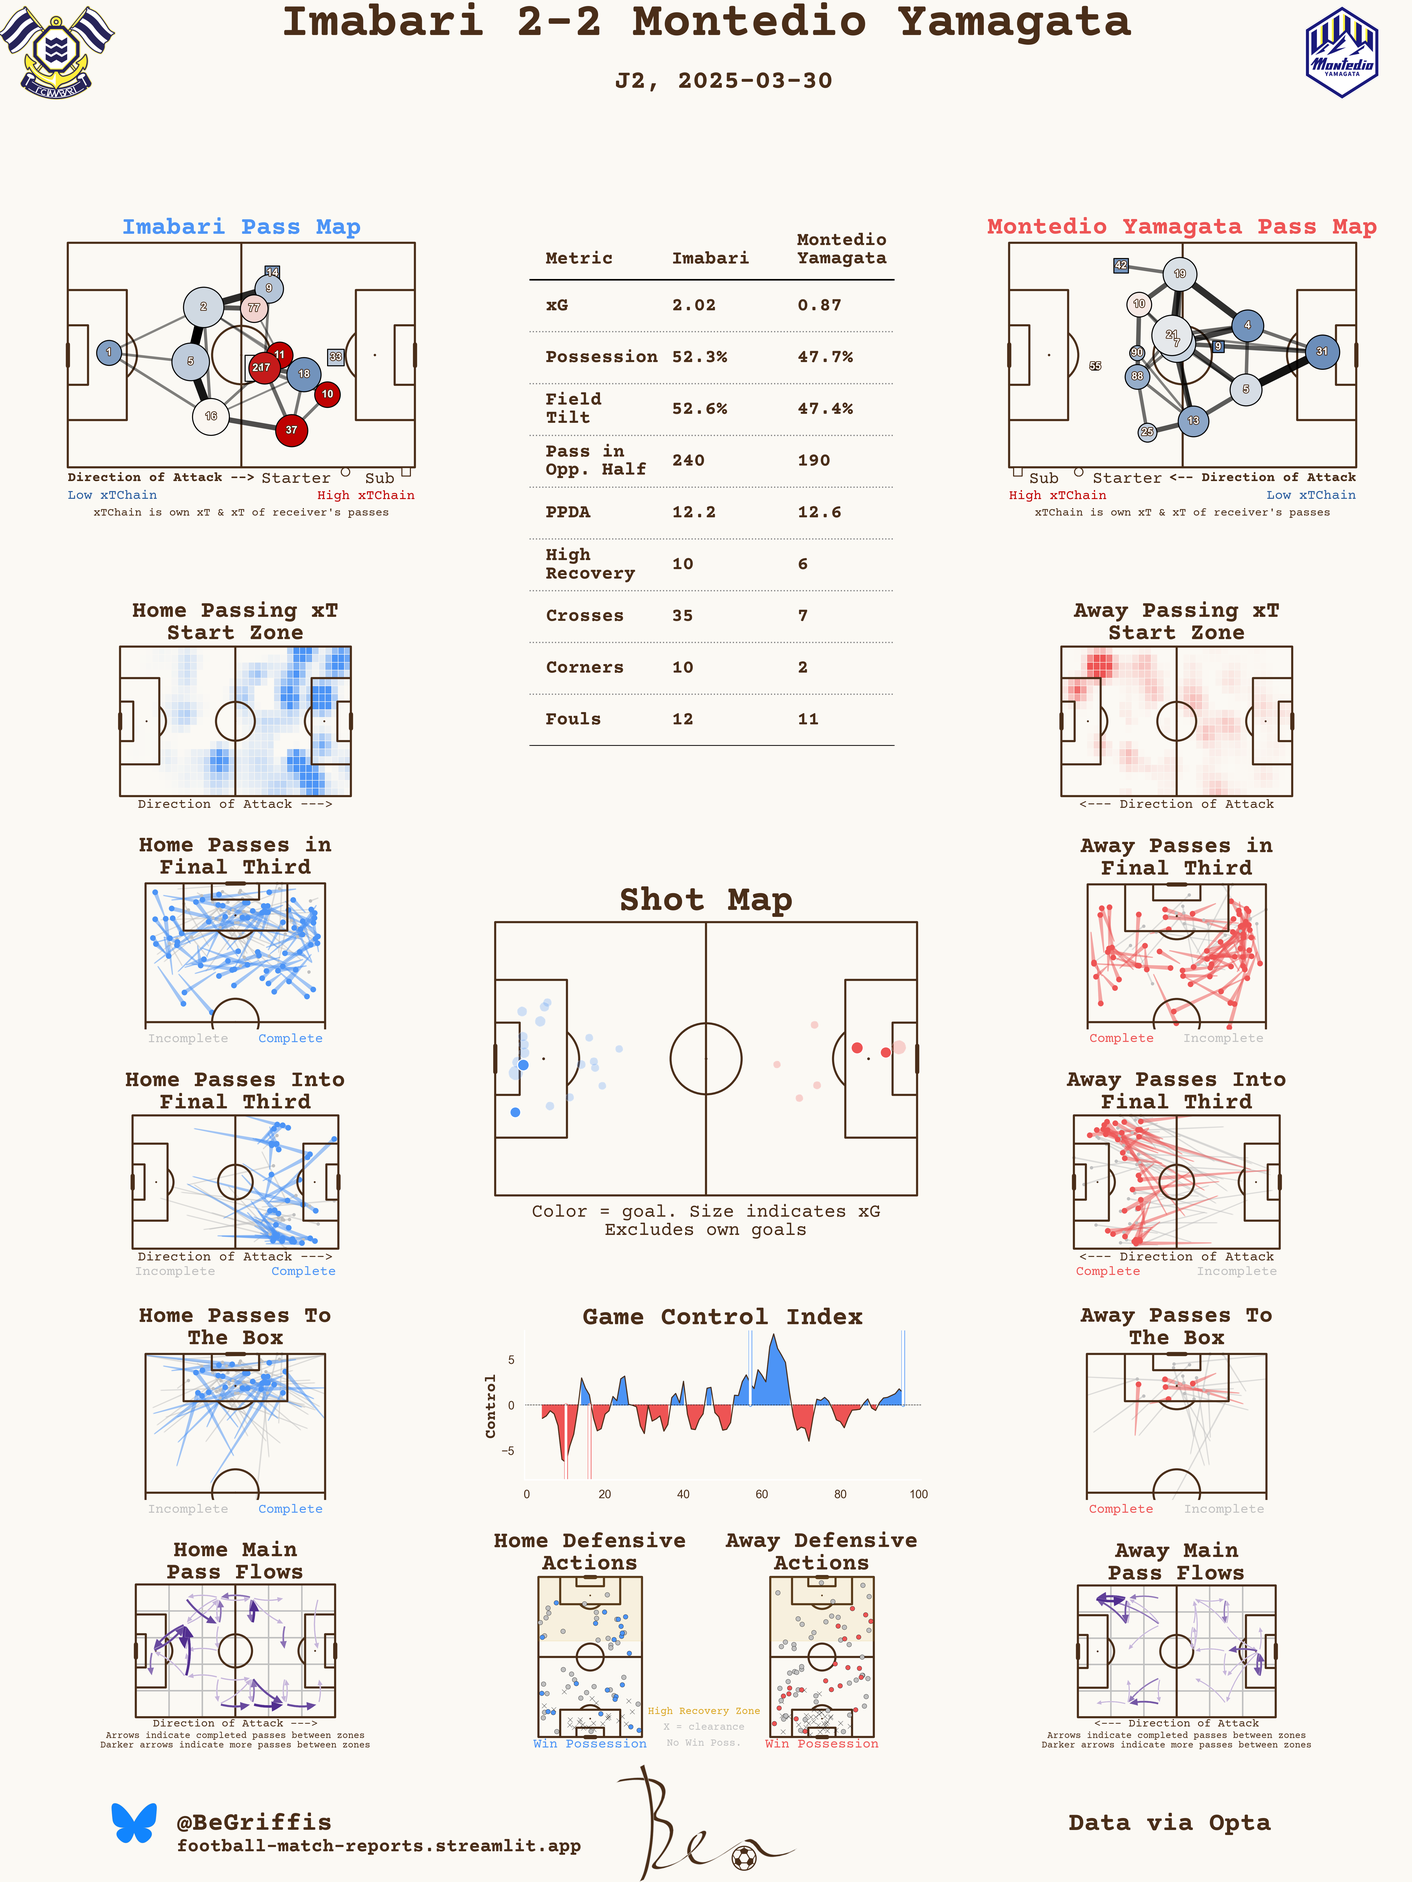 Imabari 2-2 Montedio Yamagata
J2, 2025-03-30
FC.IMABARI
Montedio
YAMAGATA
Imabari Pass Map
14
9
2
77
1
5
11
17
18
33
10
16
37
Direction of Attack --> Starter Sub
Low xTChain High xTChain
xTChain is own xT & xT of receiver's passes
Metric Imabari Montedio Yamagata
xG 2.02 0.87
Possession 52.3% 47.7%
Field Tilt 52.6% 47.4%
Pass in Opp. Half 240 190
PPDA 12.2 12.6
High Recovery 10 6
Crosses 35 7
Corners 10 2
Fouls 12 11
Montedio Yamagata Pass Map
42
19
10
21
7
4
9
90
31
55
88
5
13
25
Sub Starter <-- Direction of Attack
High xTChain Low xTChain
xTChain is own xT & xT of receiver's passes
Home Passing xT
Start Zone
Direction of Attack --->
Away Passing xT
Start Zone
<--- Direction of Attack
Home Passes in
Final Third
Incomplete Complete
Away Passes in
Final Third
Complete Incomplete
Shot Map
Color = goal. Size indicates xG
Excludes own goals
Home Passes Into
Final Third
Direction of Attack --->
Incomplete Complete
Away Passes Into
Final Third
<--- Direction of Attack
Complete Incomplete
Home Passes To
The Box
Incomplete Complete
Game Control Index
Control
5
0
−5
0 20 40 60 80 100
Away Passes To
The Box
Complete Incomplete
Home Main
Pass Flows
Direction of Attack --->
Arrows indicate completed passes between zones
Darker arrows indicate more passes between zones
Home Defensive
Actions
Win Possession
Away Defensive
Actions
Win Possession
High Recovery Zone
X = clearance
No Win Poss.
Away Main
Pass Flows
<--- Direction of Attack
Arrows indicate completed passes between zones
Darker arrows indicate more passes between zones
@BeGriffis
football-match-reports.streamlit.app
Ben
Data via Opta